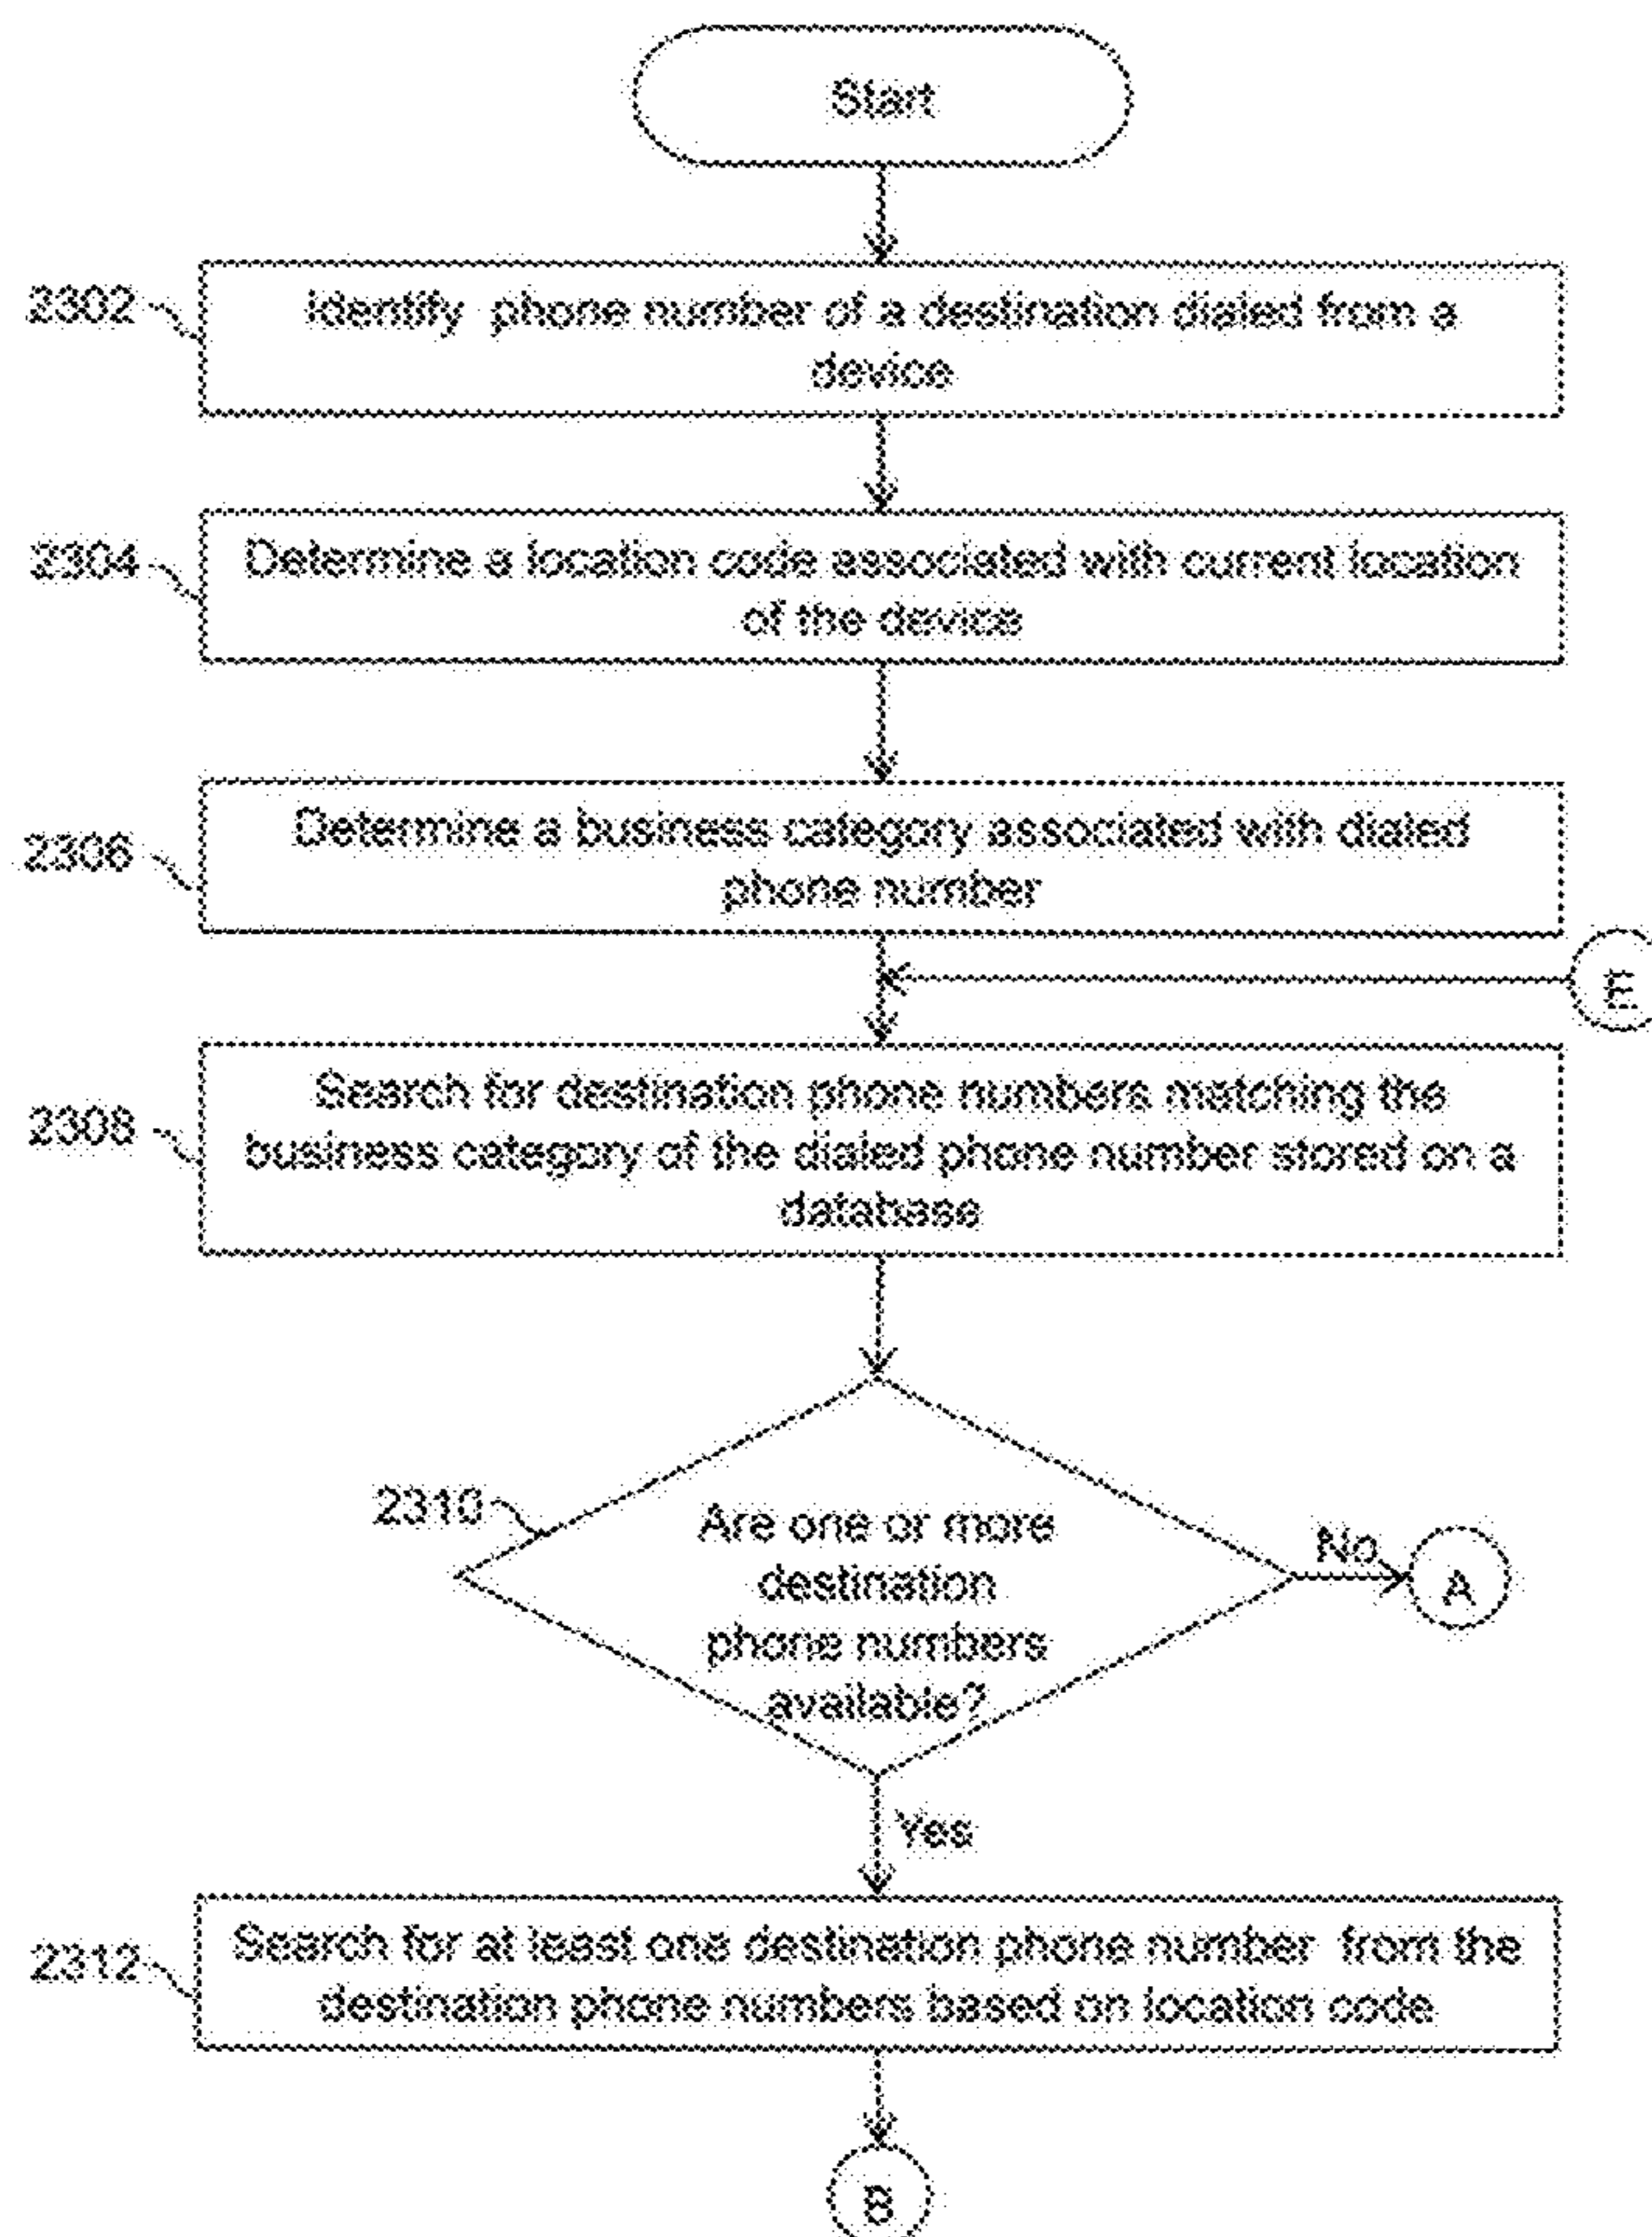 Start
2302
Identify phone number of a destination dialed from a
device
2304
Determine a location code associated with current location
of the device
2306
Determine a business category associated with dialed
phone number
E
2308
Search for destination phone numbers matching the
business category of the dialed phone number stored on a
database
2310
Are one or more
destination
phone numbers
available?
No
A
Yes
2312
Search for at least one destination phone number from the
destination phone numbers based on location code
B